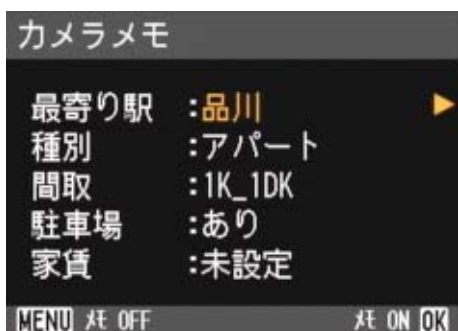 カメラメモ
最寄り駅 :品川
種別 :アパート
間取 :1K_1DK
駐車場 :あり
家賃 :未設定
MENU メモ OFF メモ ON OK